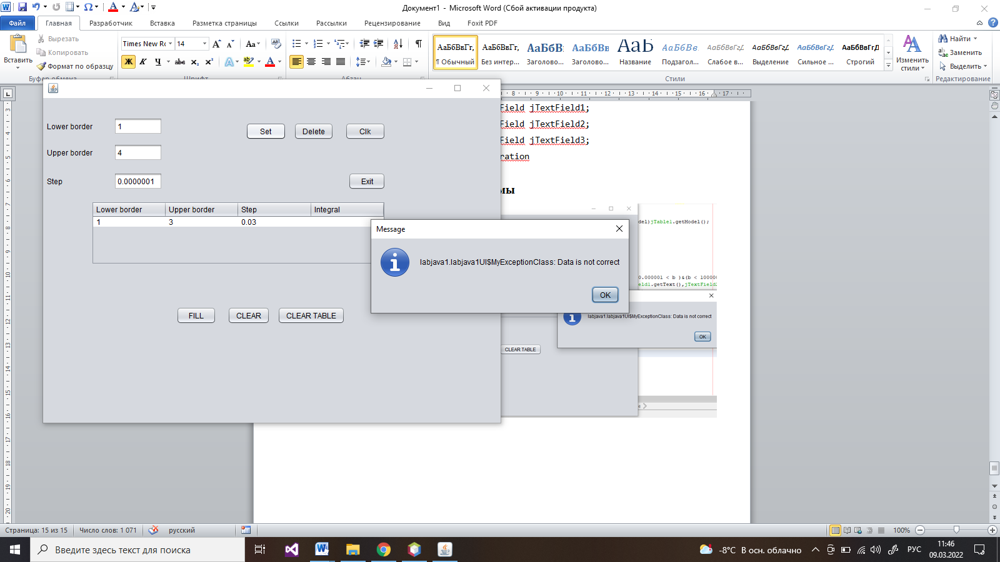 Документ1 - Microsoft Word (Сбой активации продукта)
Файл Главная Разработчик Вставка Разметка страницы Ссылки Рассылки Рецензирование Вид Foxit PDF
Вставить
Вырезать
Копировать
Формат по образцу
Буфер обмена
Times New Ro 14
Ж К Ч abc x₂ x²
Шрифт
Абзац
АаБбВвГг, АаБбВвГг, АаБбВ АаБбВв АаБ АаБбВв. АаБбВвГгД АаБбВвГгД АаБбВвГгД АаБбВвГгД
¶ Обычный Без интер... Заголово... Заголово... Название Подзагол... Слабое в... Выделение Сильное ... Строгий
Стили
Изменить стили
Найти
Заменить
Выделить
Редактирование
Field jTextField1;
Field jTextField2;
Field jTextField3;
ration
мы
Lower border 1
Upper border 4
Step 0.0000001
Set Delete Clk
Exit
Lower border Upper border Step Integral
1 3 0.03
FILL CLEAR CLEAR TABLE
Message
labjava1.labjava1UI$MyExceptionClass: Data is not correct
OK
del)jTable1.getModel();
0.000001 < b )&(b < 100000
eld1.getText(),jTextField2
labjava1.labjava1UI$MyExceptionClass: Data is not correct
OK
CLEAR TABLE
Страница: 15 из 15 Число слов: 1 071 русский 100%
Введите здесь текст для поиска
-8°C В осн. облачно РУС 11:46
09.03.2022